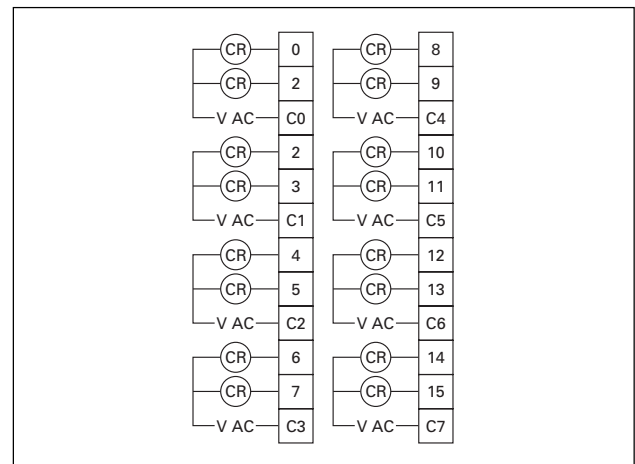 CR 0 CR 8
CR 2 CR 9
V AC C0 V AC C4
CR 2 CR 10
CR 3 CR 11
V AC C1 V AC C5
CR 4 CR 12
CR 5 CR 13
V AC C2 V AC C6
CR 6 CR 14
CR 7 CR 15
V AC C3 V AC C7